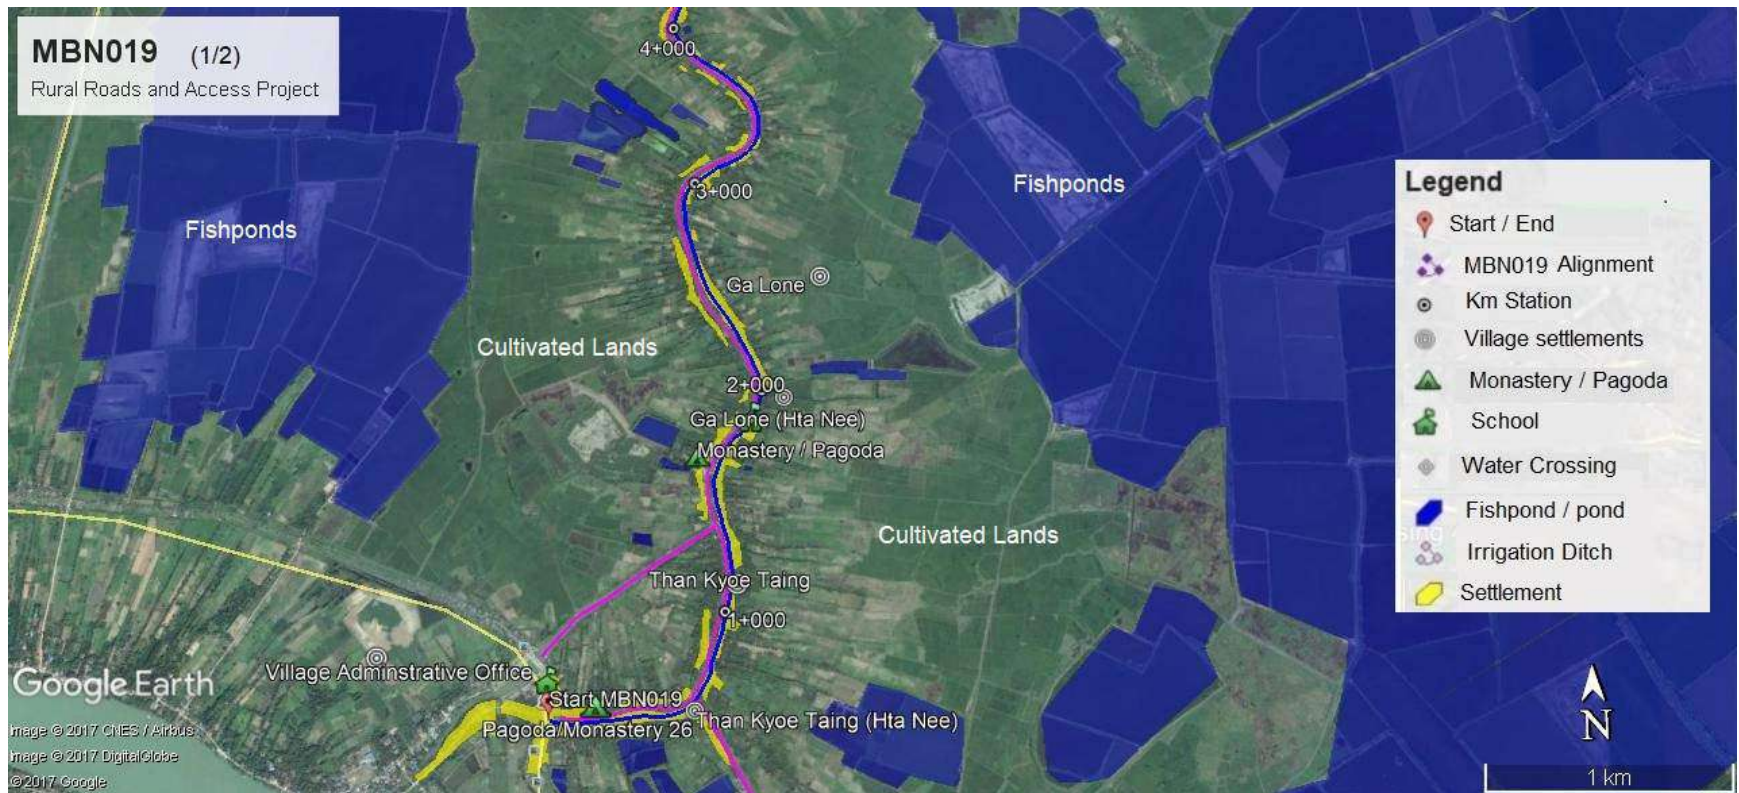 MBN019 (1/2)
Rural Roads and Access Project
4+000
Fishponds
3+000
Fishponds
Ga Lone
Cultivated Lands
2+000
Ga Lone (Hta Nee)
Monastery / Pagoda
Cultivated Lands
Than Kyoe Taing
1+000
Village Adminstrative Office
Start MBN019
Pagoda/Monastery 26
Than Kyoe Taing (Hta Nee)
Legend
Start / End
MBN019 Alignment
Km Station
Village settlements
Monastery / Pagoda
School
Water Crossing
Fishpond / pond
Irrigation Ditch
Settlement
Google Earth
Image © 2017 CNES / Airbus
Image © 2017 DigitalGlobe
© 2017 Google
N
1 km